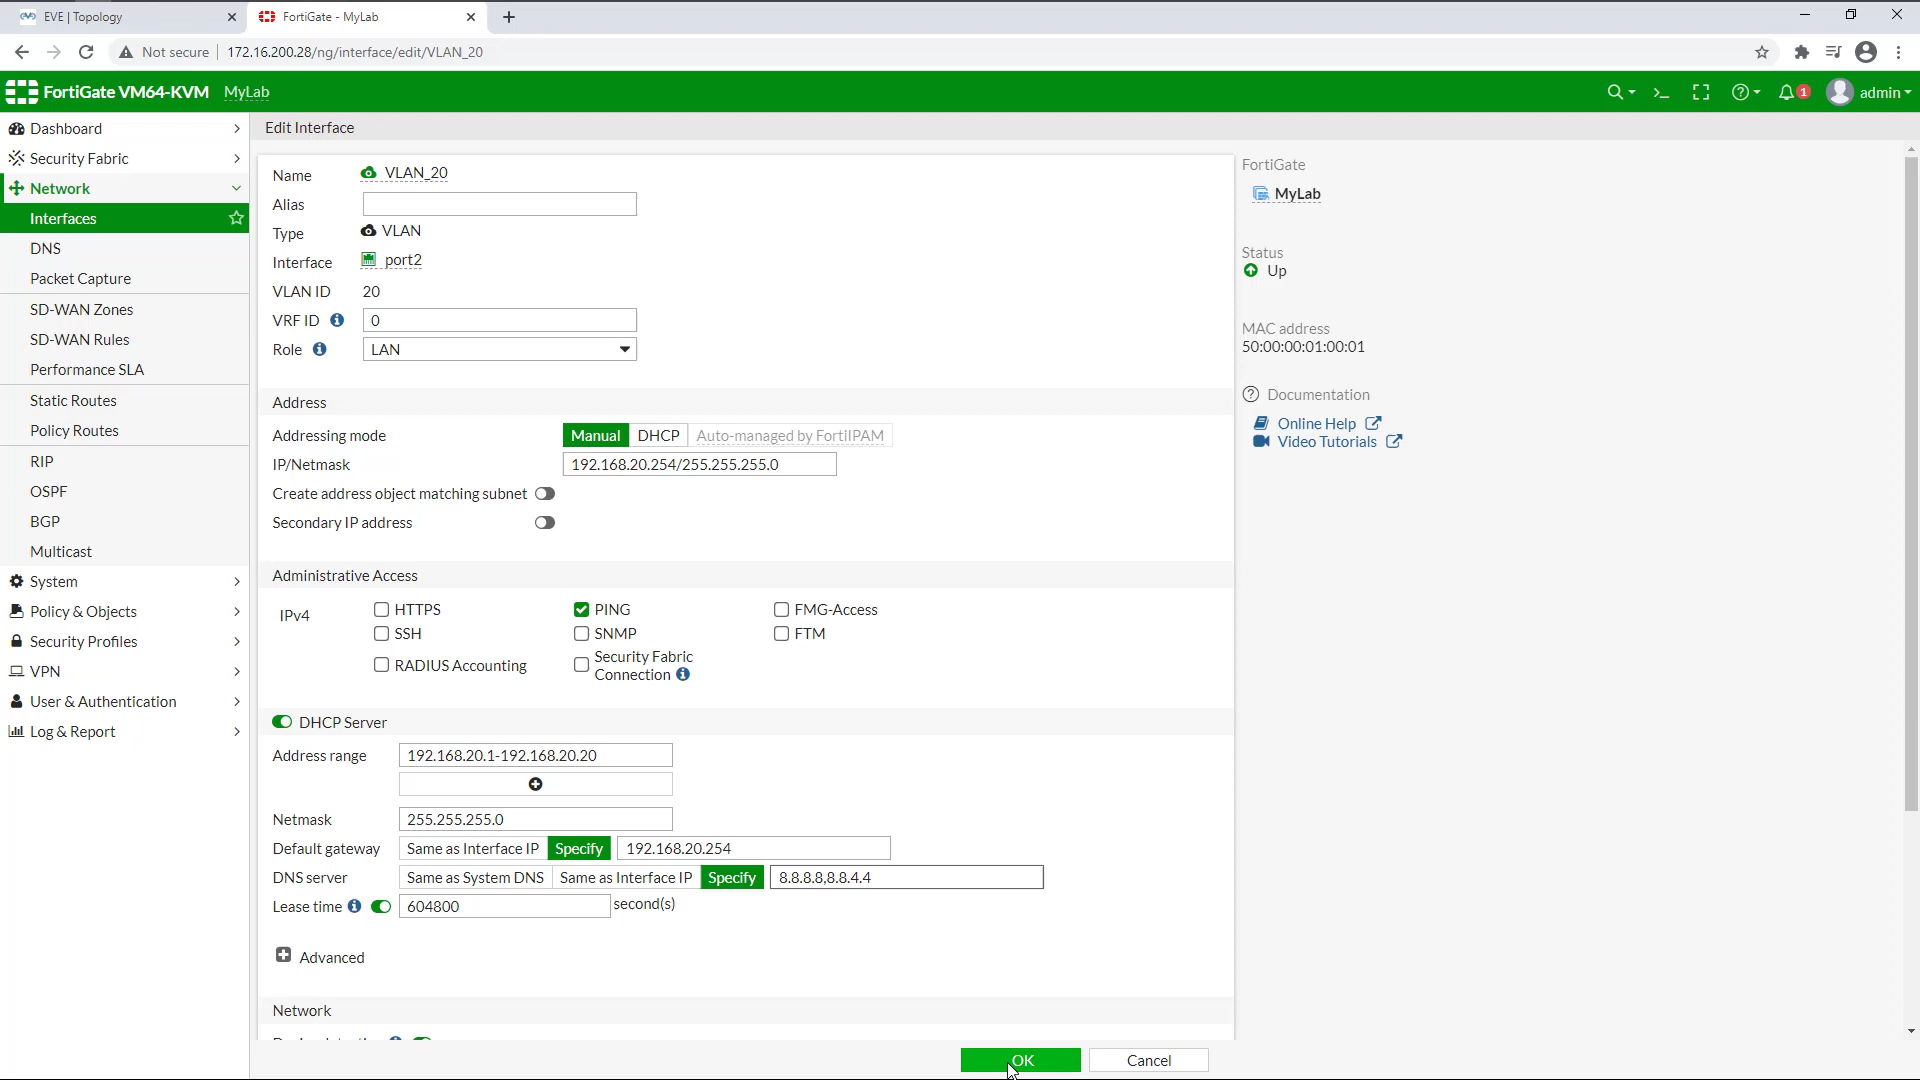 EVE | Topology
FortiGate - MyLab
Not secure
172.16.200.28/ng/interface/edit/VLAN_20
FortiGate VM64-KVM MyLab
1
admin
Dashboard
Security Fabric
Network
Interfaces
DNS
Packet Capture
SD-WAN Zones
SD-WAN Rules
Performance SLA
Static Routes
Policy Routes
RIP
OSPF
BGP
Multicast
System
Policy & Objects
Security Profiles
VPN
User & Authentication
Log & Report
Edit Interface
Name VLAN_20
Alias
Type VLAN
Interface port2
VLAN ID 20
VRF ID 0
Role LAN
Address
Addressing mode Manual DHCP Auto-managed by FortiIPAM
IP/Netmask 192.168.20.254/255.255.255.0
Create address object matching subnet
Secondary IP address
Administrative Access
IPv4 HTTPS PING FMG-Access
SSH SNMP FTM
RADIUS Accounting Security Fabric
Connection
DHCP Server
Address range 192.168.20.1-192.168.20.20
Netmask 255.255.255.0
Default gateway Same as Interface IP Specify 192.168.20.254
DNS server Same as System DNS Same as Interface IP Specify 8.8.8.8,8.8.4.4
Lease time 604800 second(s)
Advanced
Network
OK Cancel
FortiGate
MyLab
Status
Up
MAC address
50:00:00:01:00:01
Documentation
Online Help
Video Tutorials